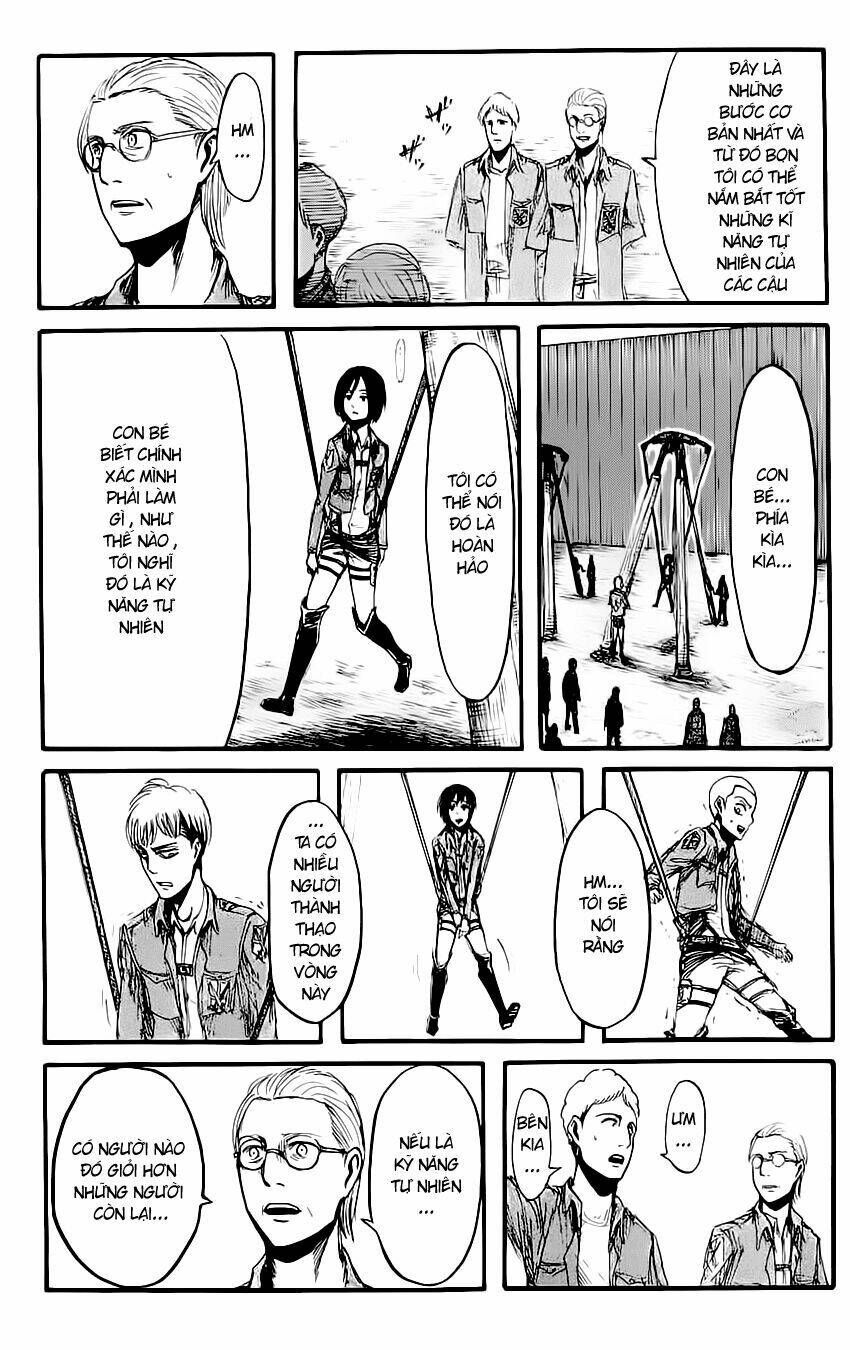 ĐÂY LÀ
NHỮNG
BƯỚC CƠ
BẢN NHẤT VÀ
TỪ ĐÓ BỌN
TÔI CÓ THỂ
NẮM BẮT TỐT
NHỮNG KĨ
NĂNG TỰ
NHIÊN CỦA
CÁC CẬU
HM
...
CON
BÉ...
PHÍA
KÌA
KÌA...
TÔI CÓ
THỂ NÓI
ĐÓ LÀ
HOÀN
HẢO
CON BÉ
BIẾT CHÍNH
XÁC MÌNH
PHẢI LÀM
GÌ , NHƯ
THẾ NÀO ,
TÔI NGHĨ
ĐÓ LÀ KỸ
NĂNG TỰ
NHIÊN
HM...
TÔI SẼ
NÓI
RẰNG
...
TA CÓ
NHIỀU
NGƯỜI
THÀNH
THẠO
TRONG
VÒNG
NÀY
ƯM
...
BÊN
KIA
...
NẾU LÀ
KỸ NĂNG
TỰ NHIÊN
...
CÓ NGƯỜI NÀO
ĐÓ GIỎI HƠN
NHỮNG NGƯỜI
CÒN LẠI...